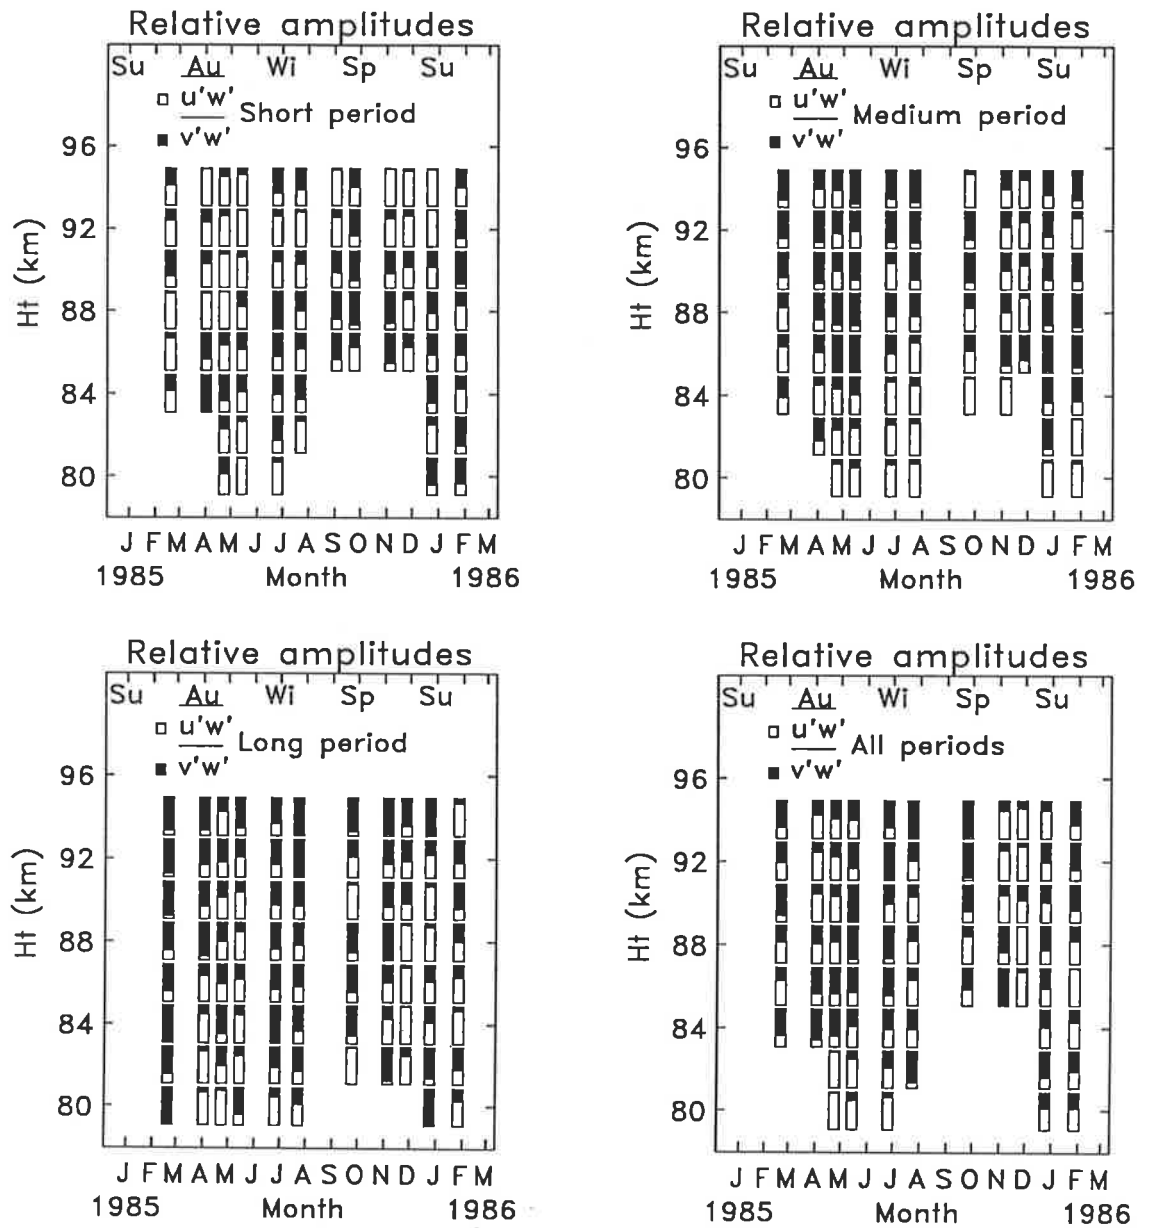 Relative amplitudes
Su Au Wi Sp Su
u'w'
Short period
v'w'
96
92
88
84
80
Ht (km)
J F M A M J J A S O N D J F M
1985 Month 1986
Relative amplitudes
Su Au Wi Sp Su
u'w'
Medium period
v'w'
96
92
88
84
80
Ht (km)
J F M A M J J A S O N D J F M
1985 Month 1986
Relative amplitudes
Su Au Wi Sp Su
u'w'
Long period
v'w'
96
92
88
84
80
Ht (km)
J F M A M J J A S O N D J F M
1985 Month 1986
Relative amplitudes
Su Au Wi Sp Su
u'w'
All periods
v'w'
96
92
88
84
80
Ht (km)
J F M A M J J A S O N D J F M
1985 Month 1986